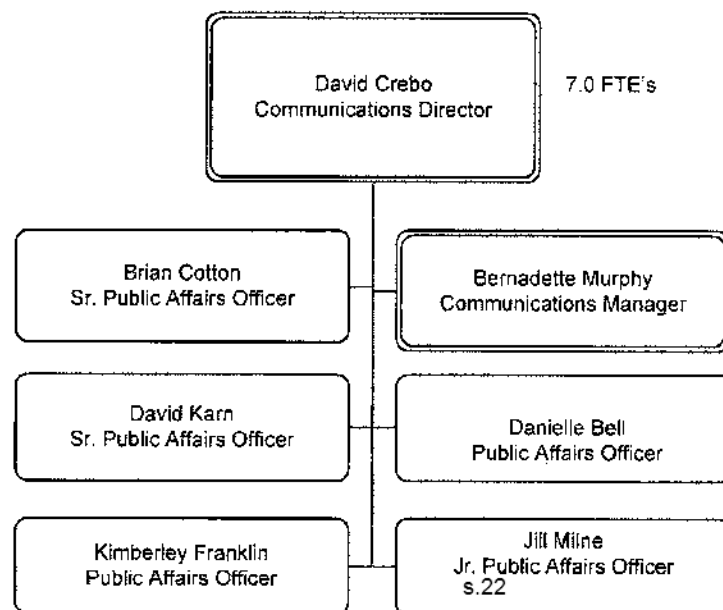 David Crebo
Communications Director
7.0 FTE's
Brian Cotton
Sr. Public Affairs Officer
Bernadette Murphy
Communications Manager
David Karn
Sr. Public Affairs Officer
Danielle Bell
Public Affairs Officer
Kimberley Franklin
Public Affairs Officer
Jill Milne
Jr. Public Affairs Officer
s.22